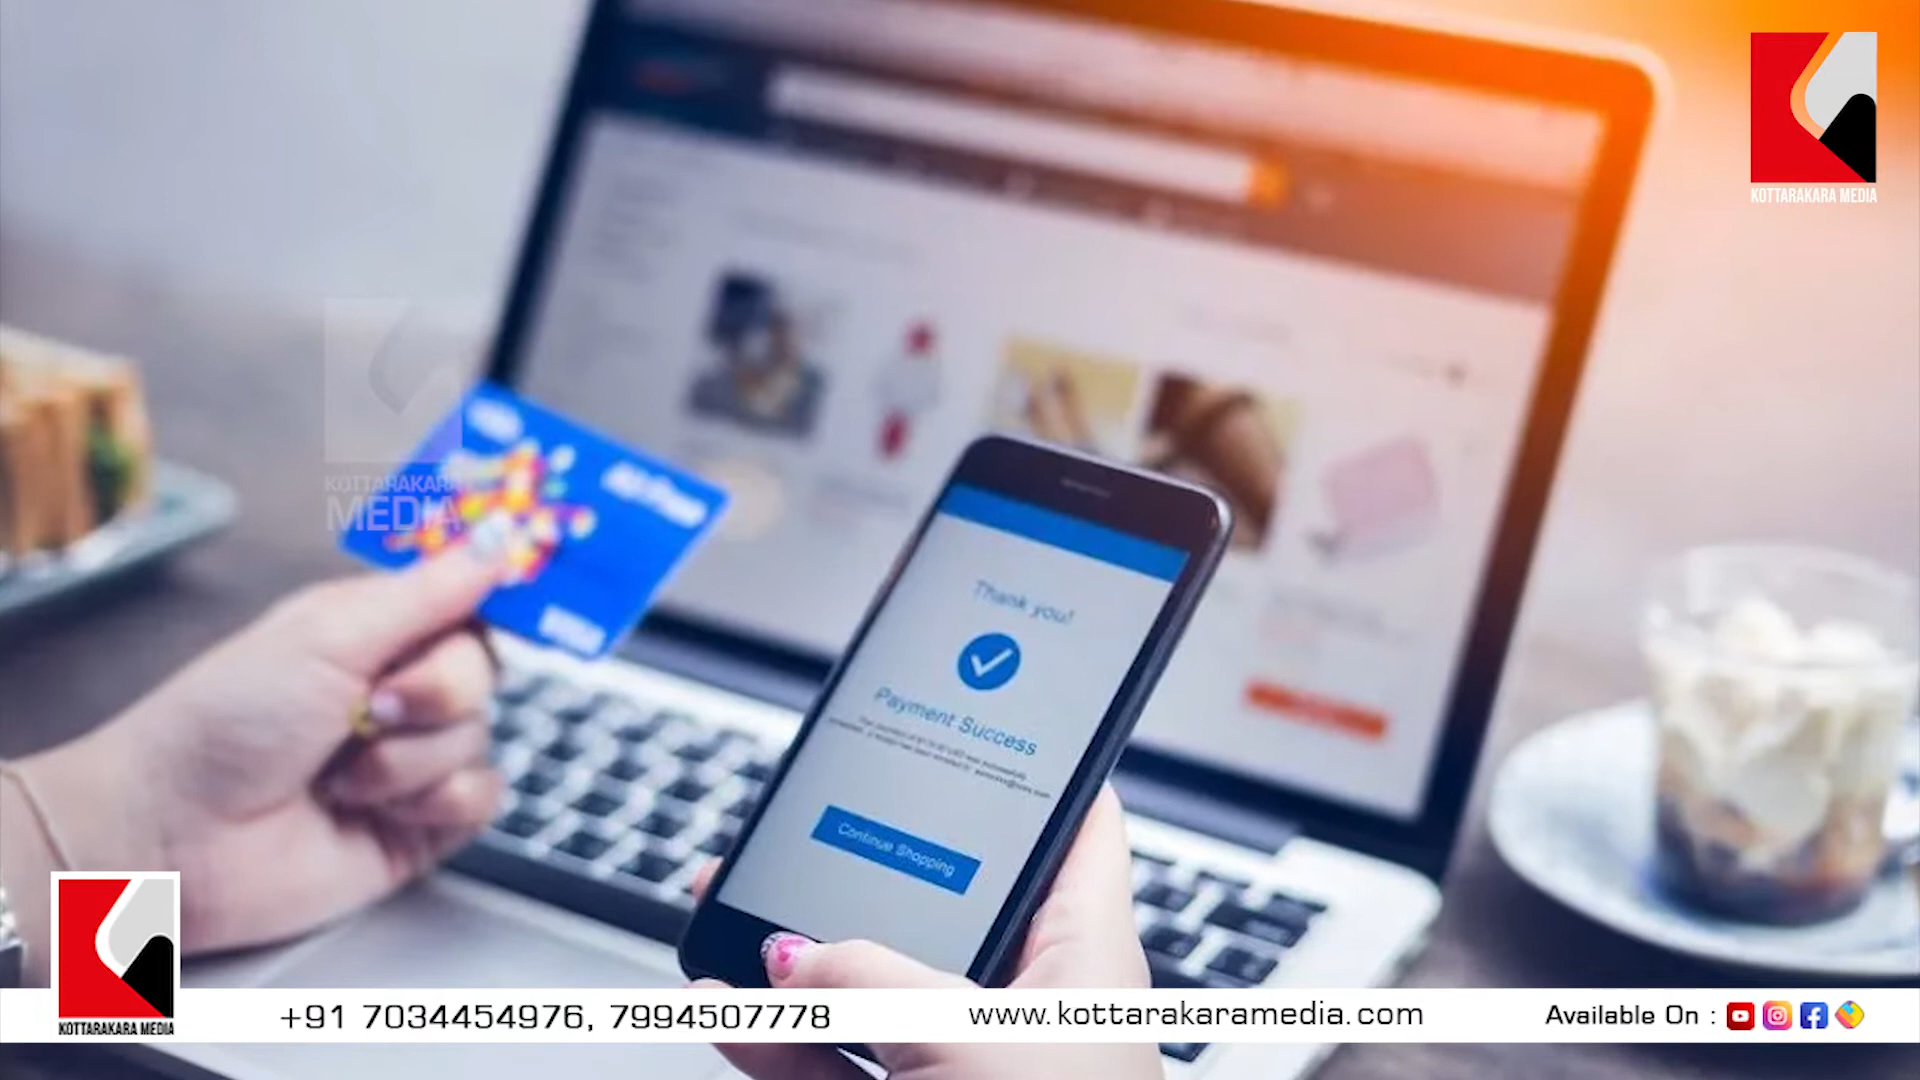 KOTTARAKARA MEDIA
KOTTARAKARA
MEDIA
VISA
Thank you!
Payment Success
Continue Shopping
KOTTARAKARA MEDIA
+91 7034454976, 7994507778
www.kottarakaramedia.com
Available On :